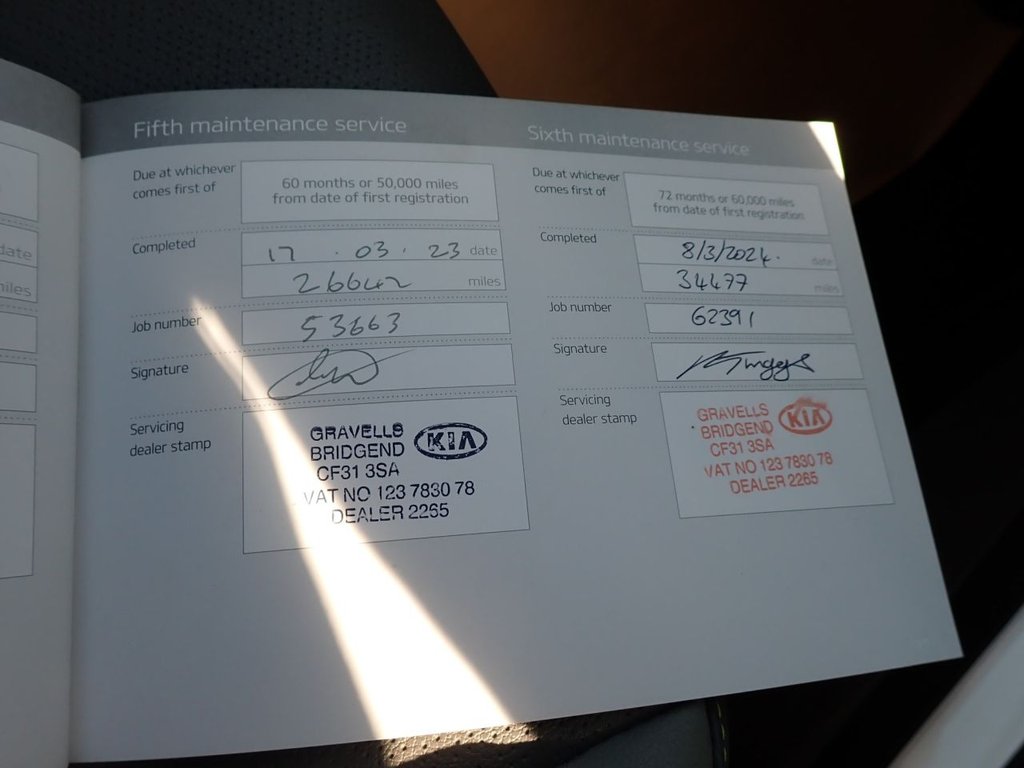 Fifth maintenance service
Due at whichever
comes first of
60 months or 50,000 miles
from date of first registration
Completed
17 . 03 . 23 date
26642 miles
Job number
53663
Signature
Servicing
dealer stamp
GRAVELLS KIA
BRIDGEND
CF31 3SA
VAT NO 123 7830 78
DEALER 2265
Sixth maintenance service
Due at whichever
comes first of
72 months or 60,000 miles
from date of first registration
Completed
8/3/2024. date
34477 miles
Job number
62391
Signature
Servicing
dealer stamp
GRAVELLS KIA
BRIDGEND
CF31 3SA
VAT NO 123 7830 78
DEALER 2265
date
miles